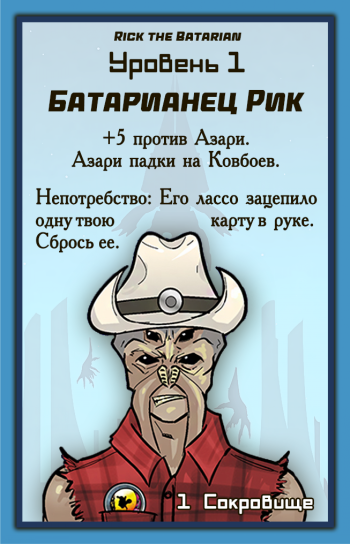 Rick the Batarian
Уровень 1
Батарианец Рик
+5 против Азари.
Азари падки на Ковбоев.
Непотребство: Его лассо зацепило
одну твою карту в руке.
Сбрось ее.
1 Сокровище